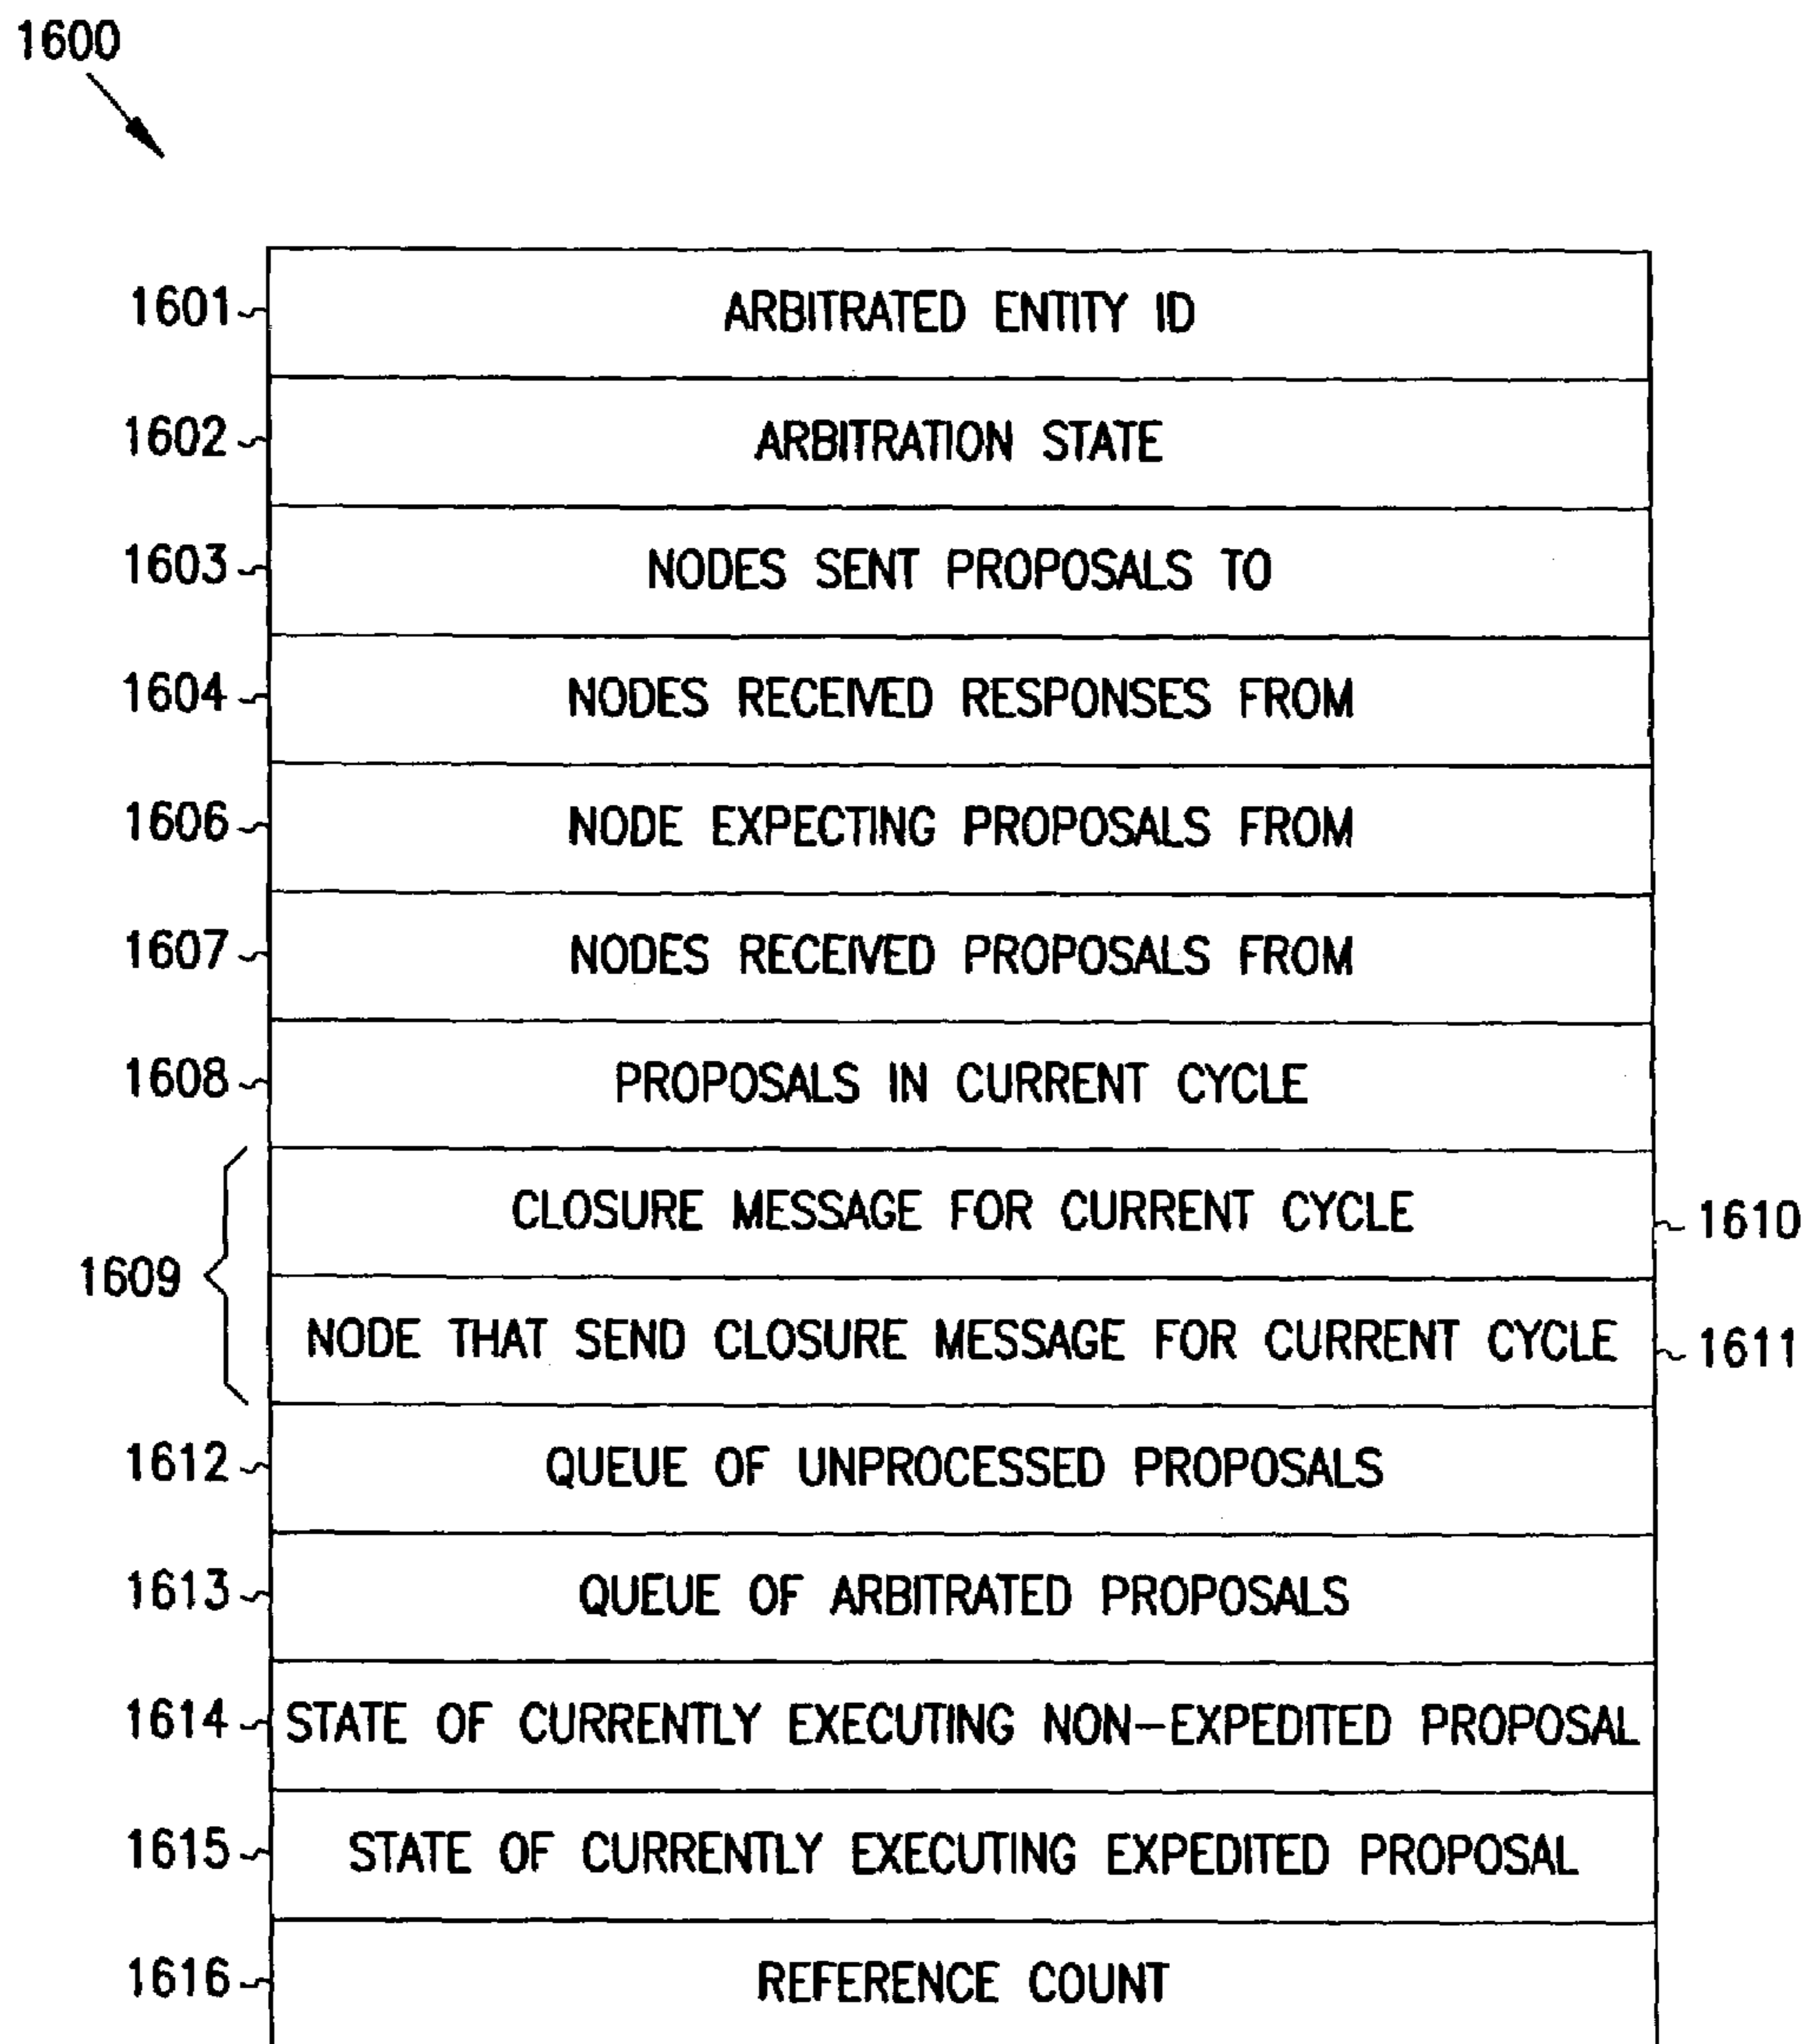 1600
1601 ARBITRATED ENTITY ID
1602 ARBITRATION STATE
1603 NODES SENT PROPOSALS TO
1604 NODES RECEIVED RESPONSES FROM
1606 NODE EXPECTING PROPOSALS FROM
1607 NODES RECEIVED PROPOSALS FROM
1608 PROPOSALS IN CURRENT CYCLE
CLOSURE MESSAGE FOR CURRENT CYCLE 1610
1609
NODE THAT SEND CLOSURE MESSAGE FOR CURRENT CYCLE 1611
1612 QUEUE OF UNPROCESSED PROPOSALS
1613 QUEUE OF ARBITRATED PROPOSALS
1614 STATE OF CURRENTLY EXECUTING NON-EXPEDITED PROPOSAL
1615 STATE OF CURRENTLY EXECUTING EXPEDITED PROPOSAL
1616 REFERENCE COUNT